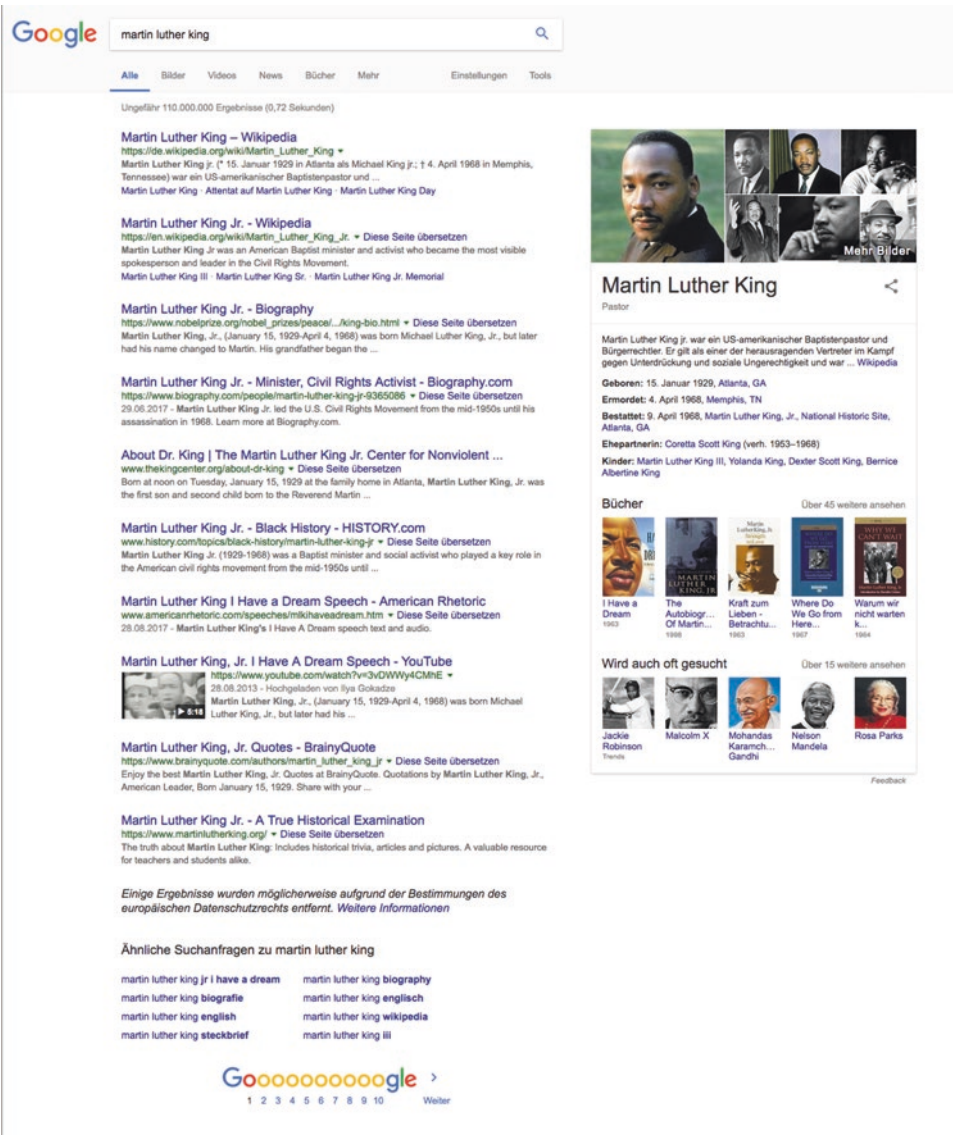 Google
martin luther king
Alle Bilder Videos News Bücher Mehr Einstellungen Tools
Ungefähr 110.000.000 Ergebnisse (0,72 Sekunden)
Martin Luther King – Wikipedia
https://de.wikipedia.org/wiki/Martin_Luther_King
Martin Luther King jr. (* 15. Januar 1929 in Atlanta als Michael King jr.; † 4. April 1968 in Memphis,
Tennessee) war ein US-amerikanischer Baptistenpastor und ...
Martin Luther King · Attentat auf Martin Luther King · Martin Luther King Day
Martin Luther King Jr. - Wikipedia
https://en.wikipedia.org/wiki/Martin_Luther_King_Jr. Diese Seite übersetzen
Martin Luther King Jr was an American Baptist minister and activist who became the most visible
spokesperson and leader in the Civil Rights Movement.
Martin Luther King III · Martin Luther King Sr. · Martin Luther King Jr. Memorial
Martin Luther King Jr. - Biography
https://www.nobelprize.org/nobel_prizes/peace/.../king-bio.html Diese Seite übersetzen
Martin Luther King, Jr., (January 15, 1929-April 4, 1968) was born Michael Luther King, Jr., but later
had his name changed to Martin. His grandfather began the ...
Martin Luther King Jr. - Minister, Civil Rights Activist - Biography.com
https://www.biography.com/people/martin-luther-king-jr-9365086 Diese Seite übersetzen
29.06.2017 - Martin Luther King Jr. led the U.S. Civil Rights Movement from the mid-1950s until his
assassination in 1968. Learn more at Biography.com.
About Dr. King | The Martin Luther King Jr. Center for Nonviolent ...
www.thekingcenter.org/about-dr-king Diese Seite übersetzen
Born at noon on Tuesday, January 15, 1929 at the family home in Atlanta, Martin Luther King, Jr. was
the first son and second child born to the Reverend Martin ...
Martin Luther King Jr. - Black History - HISTORY.com
www.history.com/topics/black-history/martin-luther-king-jr Diese Seite übersetzen
Martin Luther King Jr. (1929-1968) was a Baptist minister and social activist who played a key role in
the American civil rights movement from the mid-1950s until ...
Martin Luther King I Have a Dream Speech - American Rhetoric
www.americanrhetoric.com/speeches/mlkihaveadream.htm Diese Seite übersetzen
28.08.2017 - Martin Luther King's I Have A Dream speech text and audio.
Martin Luther King, Jr. I Have A Dream Speech - YouTube
https://www.youtube.com/watch?v=3vDWWy4CMhE
28.08.2013 - Hochgeladen von Ilya Gokadze
Martin Luther King, Jr., (January 15, 1929-April 4, 1968) was born Michael
Luther King, Jr., but later had his ...
5:18
Martin Luther King, Jr. Quotes - BrainyQuote
https://www.brainyquote.com/authors/martin_luther_king_jr Diese Seite übersetzen
Enjoy the best Martin Luther King, Jr. Quotes at BrainyQuote. Quotations by Martin Luther King, Jr.,
American Leader, Born January 15, 1929. Share with your ...
Martin Luther King Jr. - A True Historical Examination
https://www.martinlutherking.org/ Diese Seite übersetzen
The truth about Martin Luther King: Includes historical trivia, articles and pictures. A valuable resource
for teachers and students alike.
Einige Ergebnisse wurden möglicherweise aufgrund der Bestimmungen des
europäischen Datenschutzrechts entfernt. Weitere Informationen
Ähnliche Suchanfragen zu martin luther king
martin luther king jr i have a dream martin luther king biography
martin luther king biografie martin luther king englisch
martin luther king english martin luther king wikipedia
martin luther king steckbrief martin luther king iii
Goooooooooogle >
1 2 3 4 5 6 7 8 9 10 Weiter
Mehr Bilder
Martin Luther King
Pastor
Martin Luther King jr. war ein US-amerikanischer Baptistenpastor und
Bürgerrechtler. Er gilt als einer der herausragenden Vertreter im Kampf
gegen Unterdrückung und soziale Ungerechtigkeit und war ... Wikipedia
Geboren: 15. Januar 1929, Atlanta, GA
Ermordet: 4. April 1968, Memphis, TN
Bestattet: 9. April 1968, Martin Luther King, Jr., National Historic Site,
Atlanta, GA
Ehepartnerin: Coretta Scott King (verh. 1953–1968)
Kinder: Martin Luther King III, Yolanda King, Dexter Scott King, Bernice
Albertine King
Bücher Über 45 weitere ansehen
MARTIN
LUTHER
KING, JR
WHY WE
CAN'T WAIT
I Have a
Dream
1963
The
Autobiogr...
Of Martin...
1998
Kraft zum
Lieben -
Betrachtu...
1963
Where Do
We Go from
Here...
1967
Warum wir
nicht warten
k...
1964
Wird auch oft gesucht Über 15 weitere ansehen
Jackie
Robinson
Trends
Malcolm X
Mohandas
Karamch...
Gandhi
Nelson
Mandela
Rosa Parks
Feedback